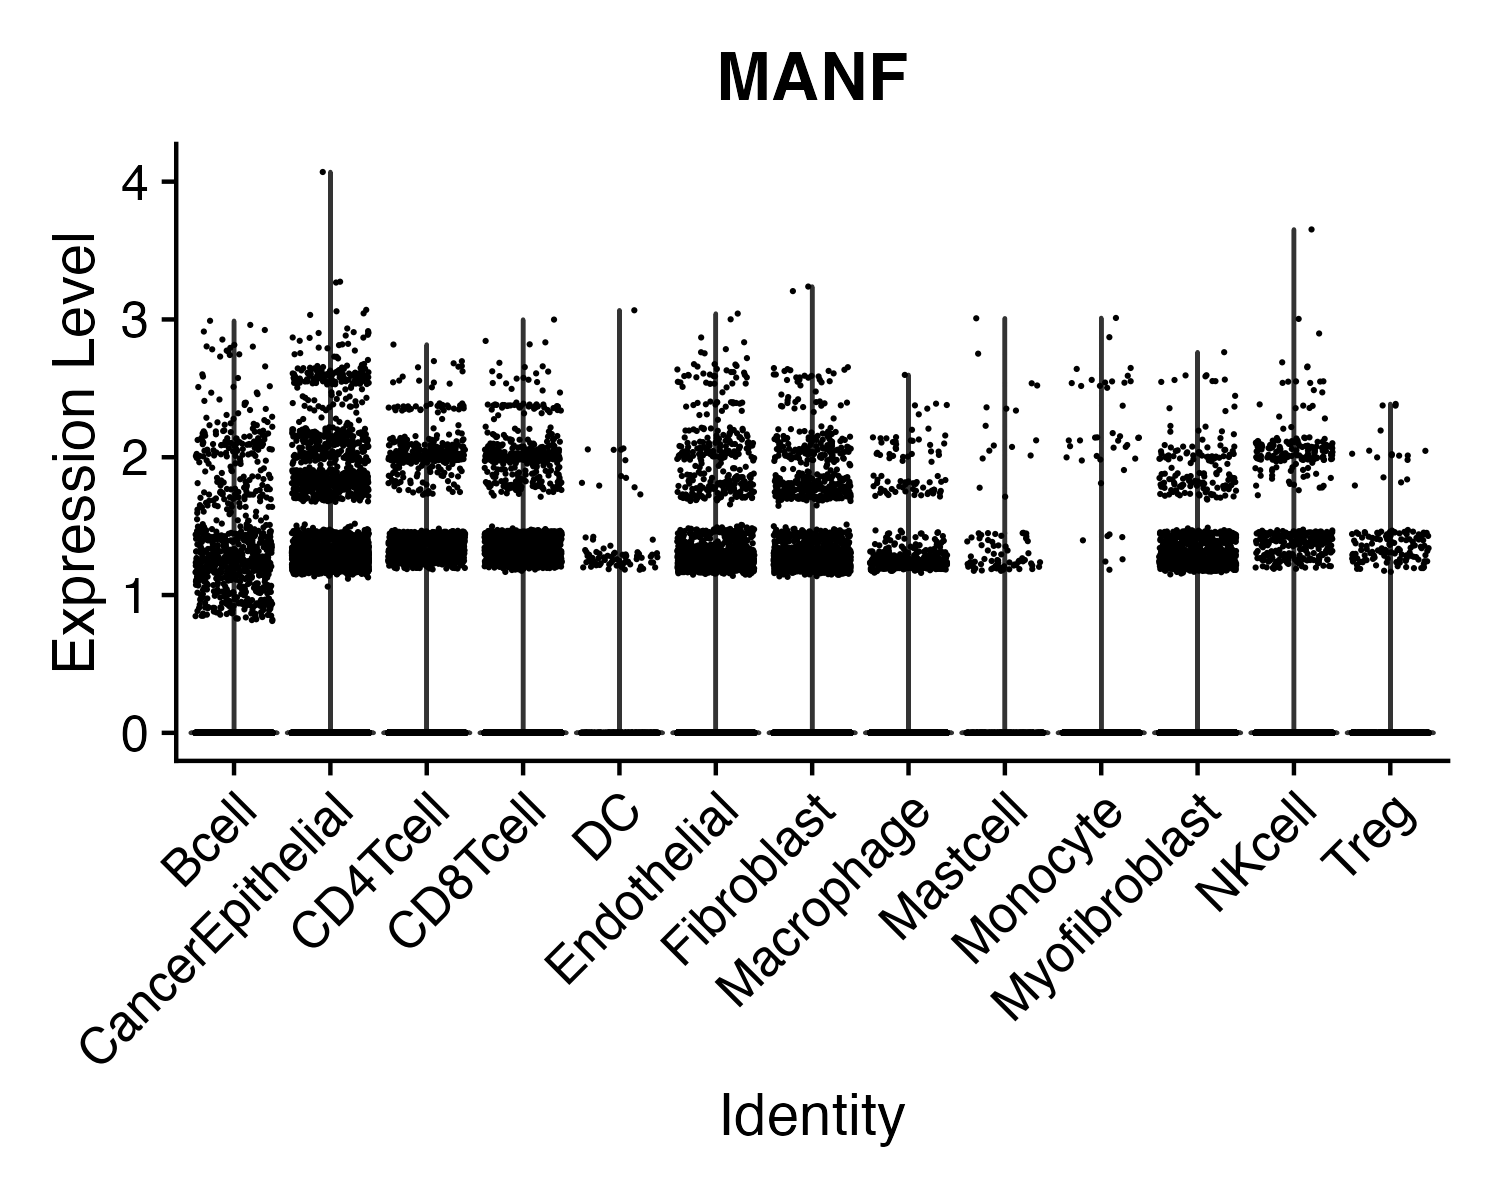 MANF
Expression Level
4
3
2
1
0
Bcell
CancerEpithelial
CD4Tcell
CD8Tcell
DC
Endothelial
Fibroblast
Macrophage
Mastcell
Monocyte
Myofibroblast
NKcell
Treg
Identity